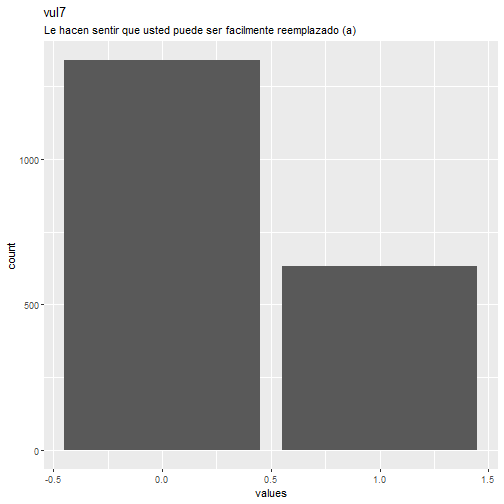 vul7
Le hacen sentir que usted puede ser facilmente reemplazado (a)
count
1000
500
0
-0.5 0.0 0.5 1.0 1.5
values